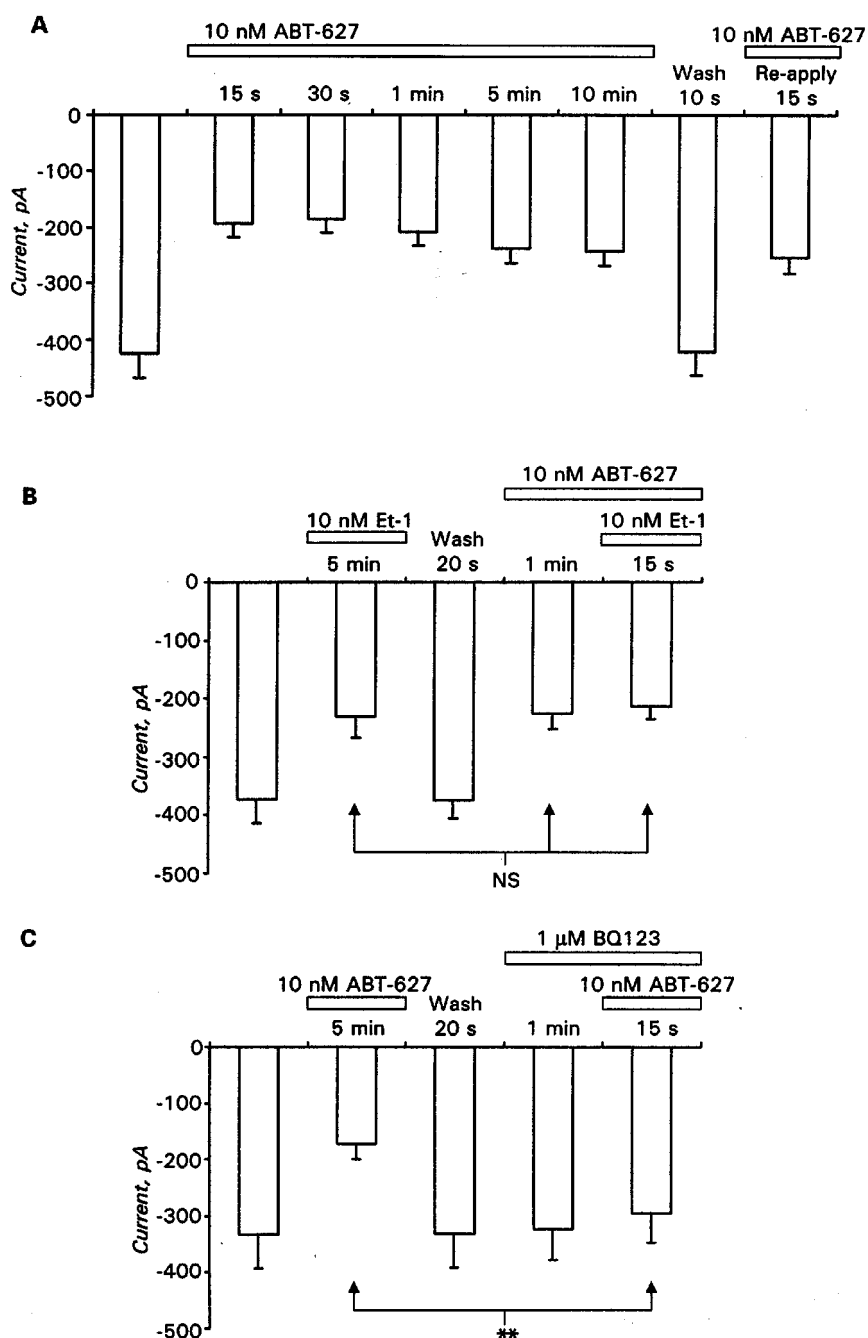 A
10 nM ABT-627
10 nM ABT-627
Wash
Re-apply
15 s
30 s
1 min
5 min
10 min
10 s
15 s
0
-100
-200
-300
-400
-500
Current, pA
B
10 nM ABT-627
10 nM Et-1
Wash
10 nM Et-1
5 min
20 s
1 min
15 s
0
-100
-200
-300
-400
-500
Current, pA
NS
C
1 μM BQ123
10 nM ABT-627
Wash
10 nM ABT-627
5 min
20 s
1 min
15 s
0
-100
-200
-300
-400
-500
Current, pA
**